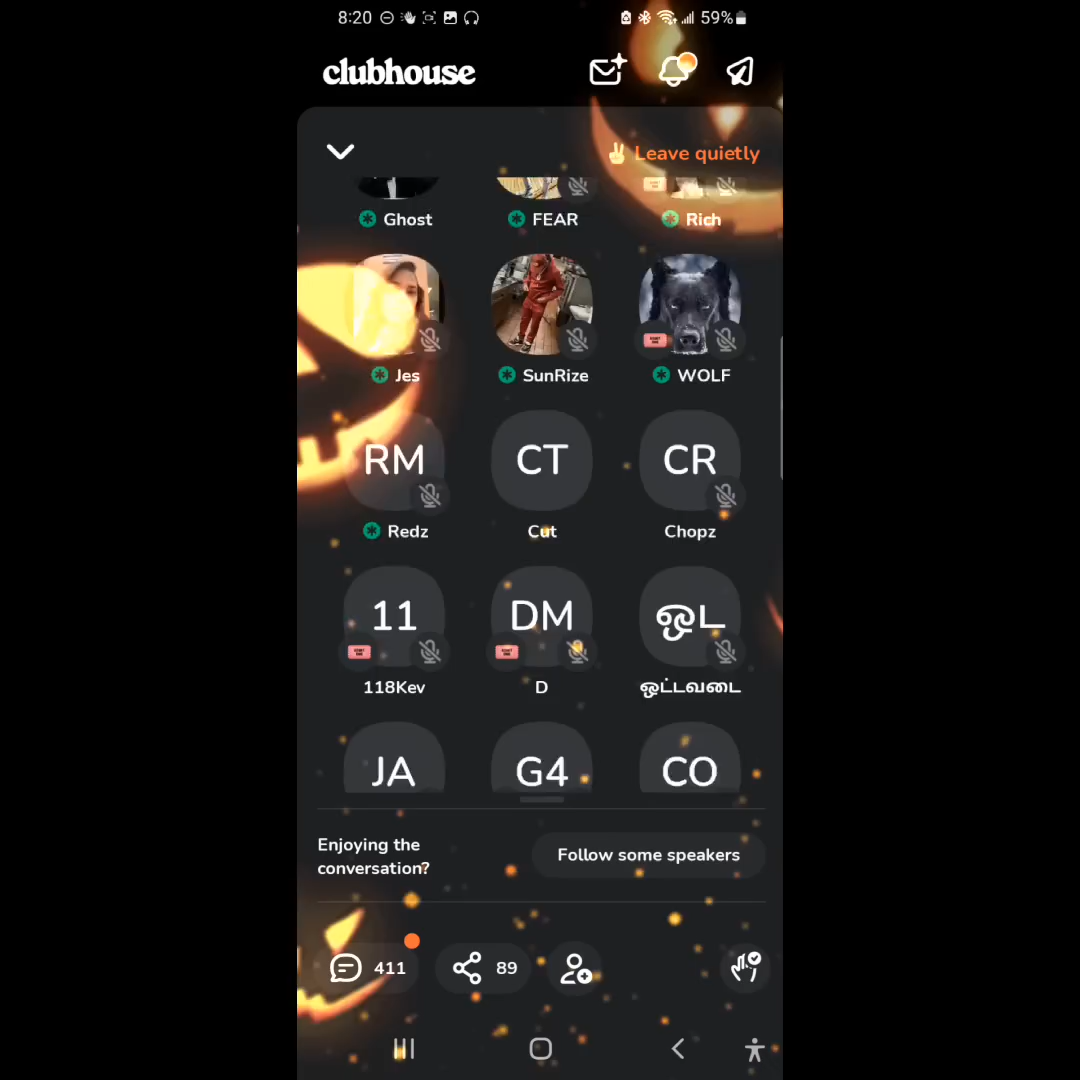 8:20 59%
clubhouse
Leave quietly
Ghost FEAR Rich
Jes SunRize WOLF
RM CT CR
Redz Cut Chopz
11 DM ஒட
118Kev D ஒட்டவடை
JA G4 CO
Enjoying the
conversation?
Follow some speakers
411 89